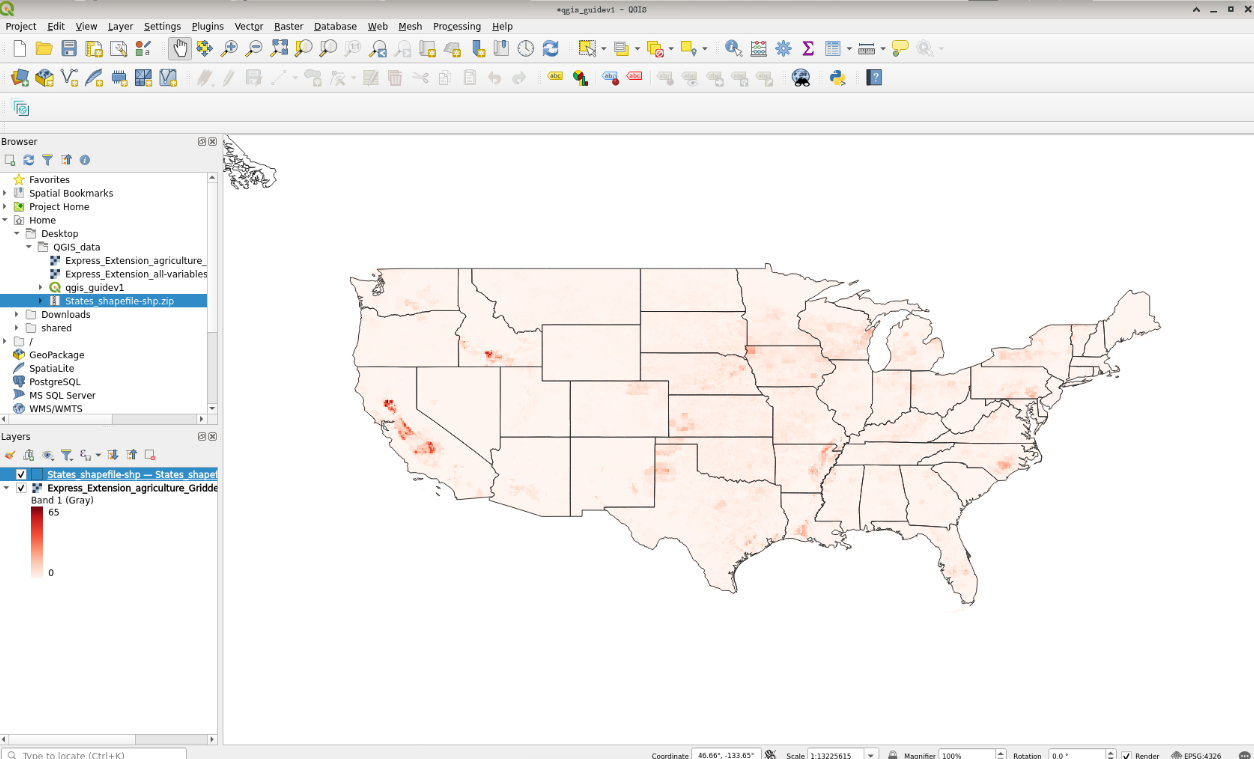 *qgis_guidev1 – QGIS
Project Edit View Layer Settings Plugins Vector Raster Database Web Mesh Processing Help
abc abc abc
Browser
Favorites
Spatial Bookmarks
Project Home
Home
Desktop
QGIS_data
Express_Extension_agriculture_
Express_Extension_all-variables
qgis_guidev1
States_shapefile-shp.zip
Downloads
shared
/
GeoPackage
SpatiaLite
PostgreSQL
MS SQL Server
WMS/WMTS
Layers
States_shapefile-shp — States_shapef
Express_Extension_agriculture_Gridde
Band 1 (Gray)
65
0
Type to locate (Ctrl+K) Coordinate 46.66°, -133.65° Scale 1:13225615 Magnifier 100% Rotation 0.0 ° Render EPSG:4326